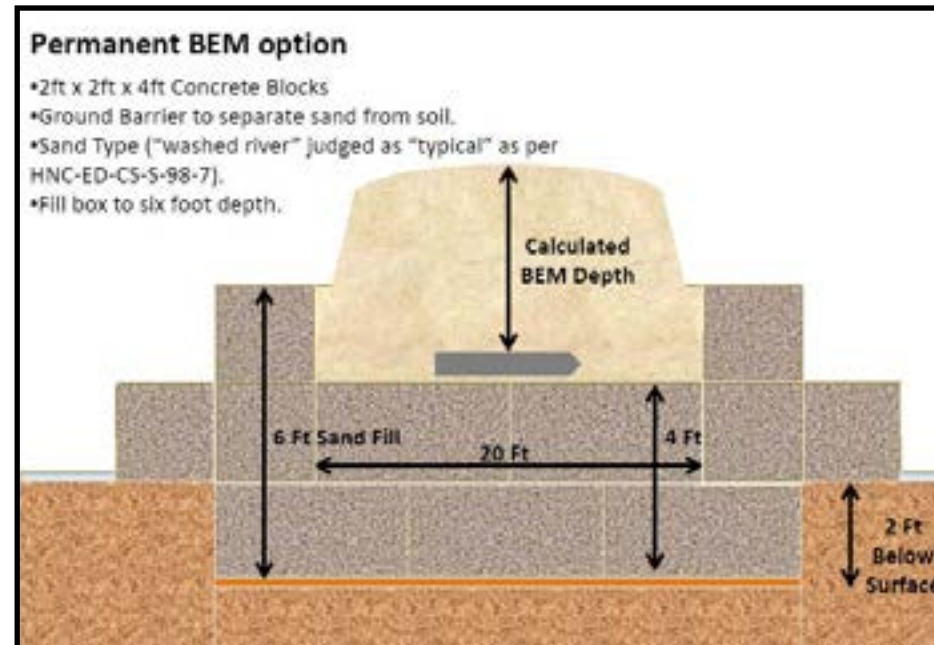 Permanent BEM option
•2ft x 2ft x 4ft Concrete Blocks
•Ground Barrier to separate sand from soil.
•Sand Type ("washed river" judged as "typical" as per
HNC-ED-CS-S-98-7).
•Fill box to six foot depth.
Calculated
BEM Depth
6 Ft Sand Fill
4 Ft
20 Ft
2 Ft
Below
Surface